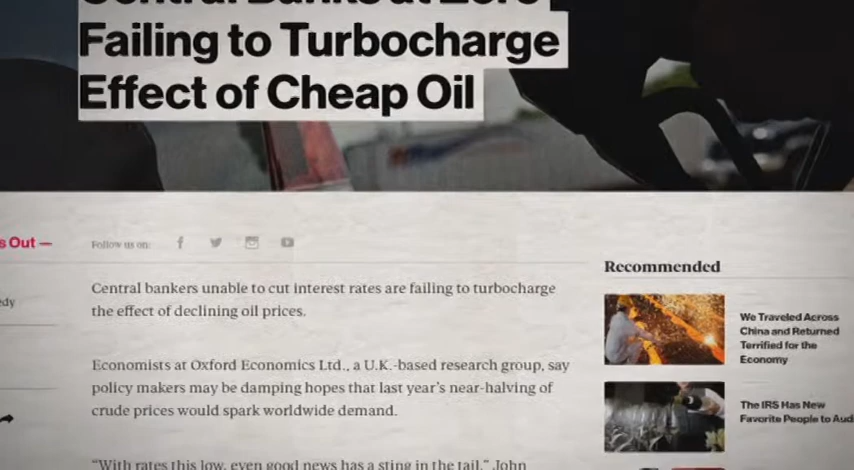 Failing to Turbocharge
Effect of Cheap Oil
s Out —
Follow us on:
Central bankers unable to cut interest rates are failing to turbocharge
the effect of declining oil prices.
Economists at Oxford Economics Ltd., a U.K.-based research group, say
policy makers may be damping hopes that last year's near-halving of
crude prices would spark worldwide demand.
"With rates this low, even good news has a sting in the tail," John
edy
Recommended
We Traveled Across
China and Returned
Terrified for the
Economy
The IRS Has New
Favorite People to Aud